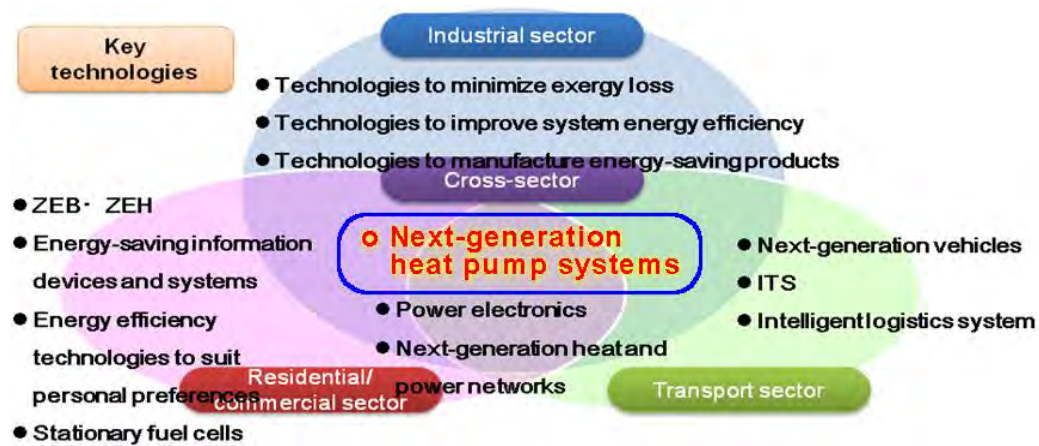 Key
technologies
Industrial sector
● Technologies to minimize exergy loss
● Technologies to improve system energy efficiency
● Technologies to manufacture energy-saving products
Cross-sector
● ZEB・ ZEH
● Energy-saving information
devices and systems
● Energy efficiency
technologies to suit
personal preferences
● Stationary fuel cells
Residential/
commercial sector
o Next-generation
heat pump systems
● Power electronics
● Next-generation heat and
power networks
● Next-generation vehicles
● ITS
● Intelligent logistics system
Transport sector